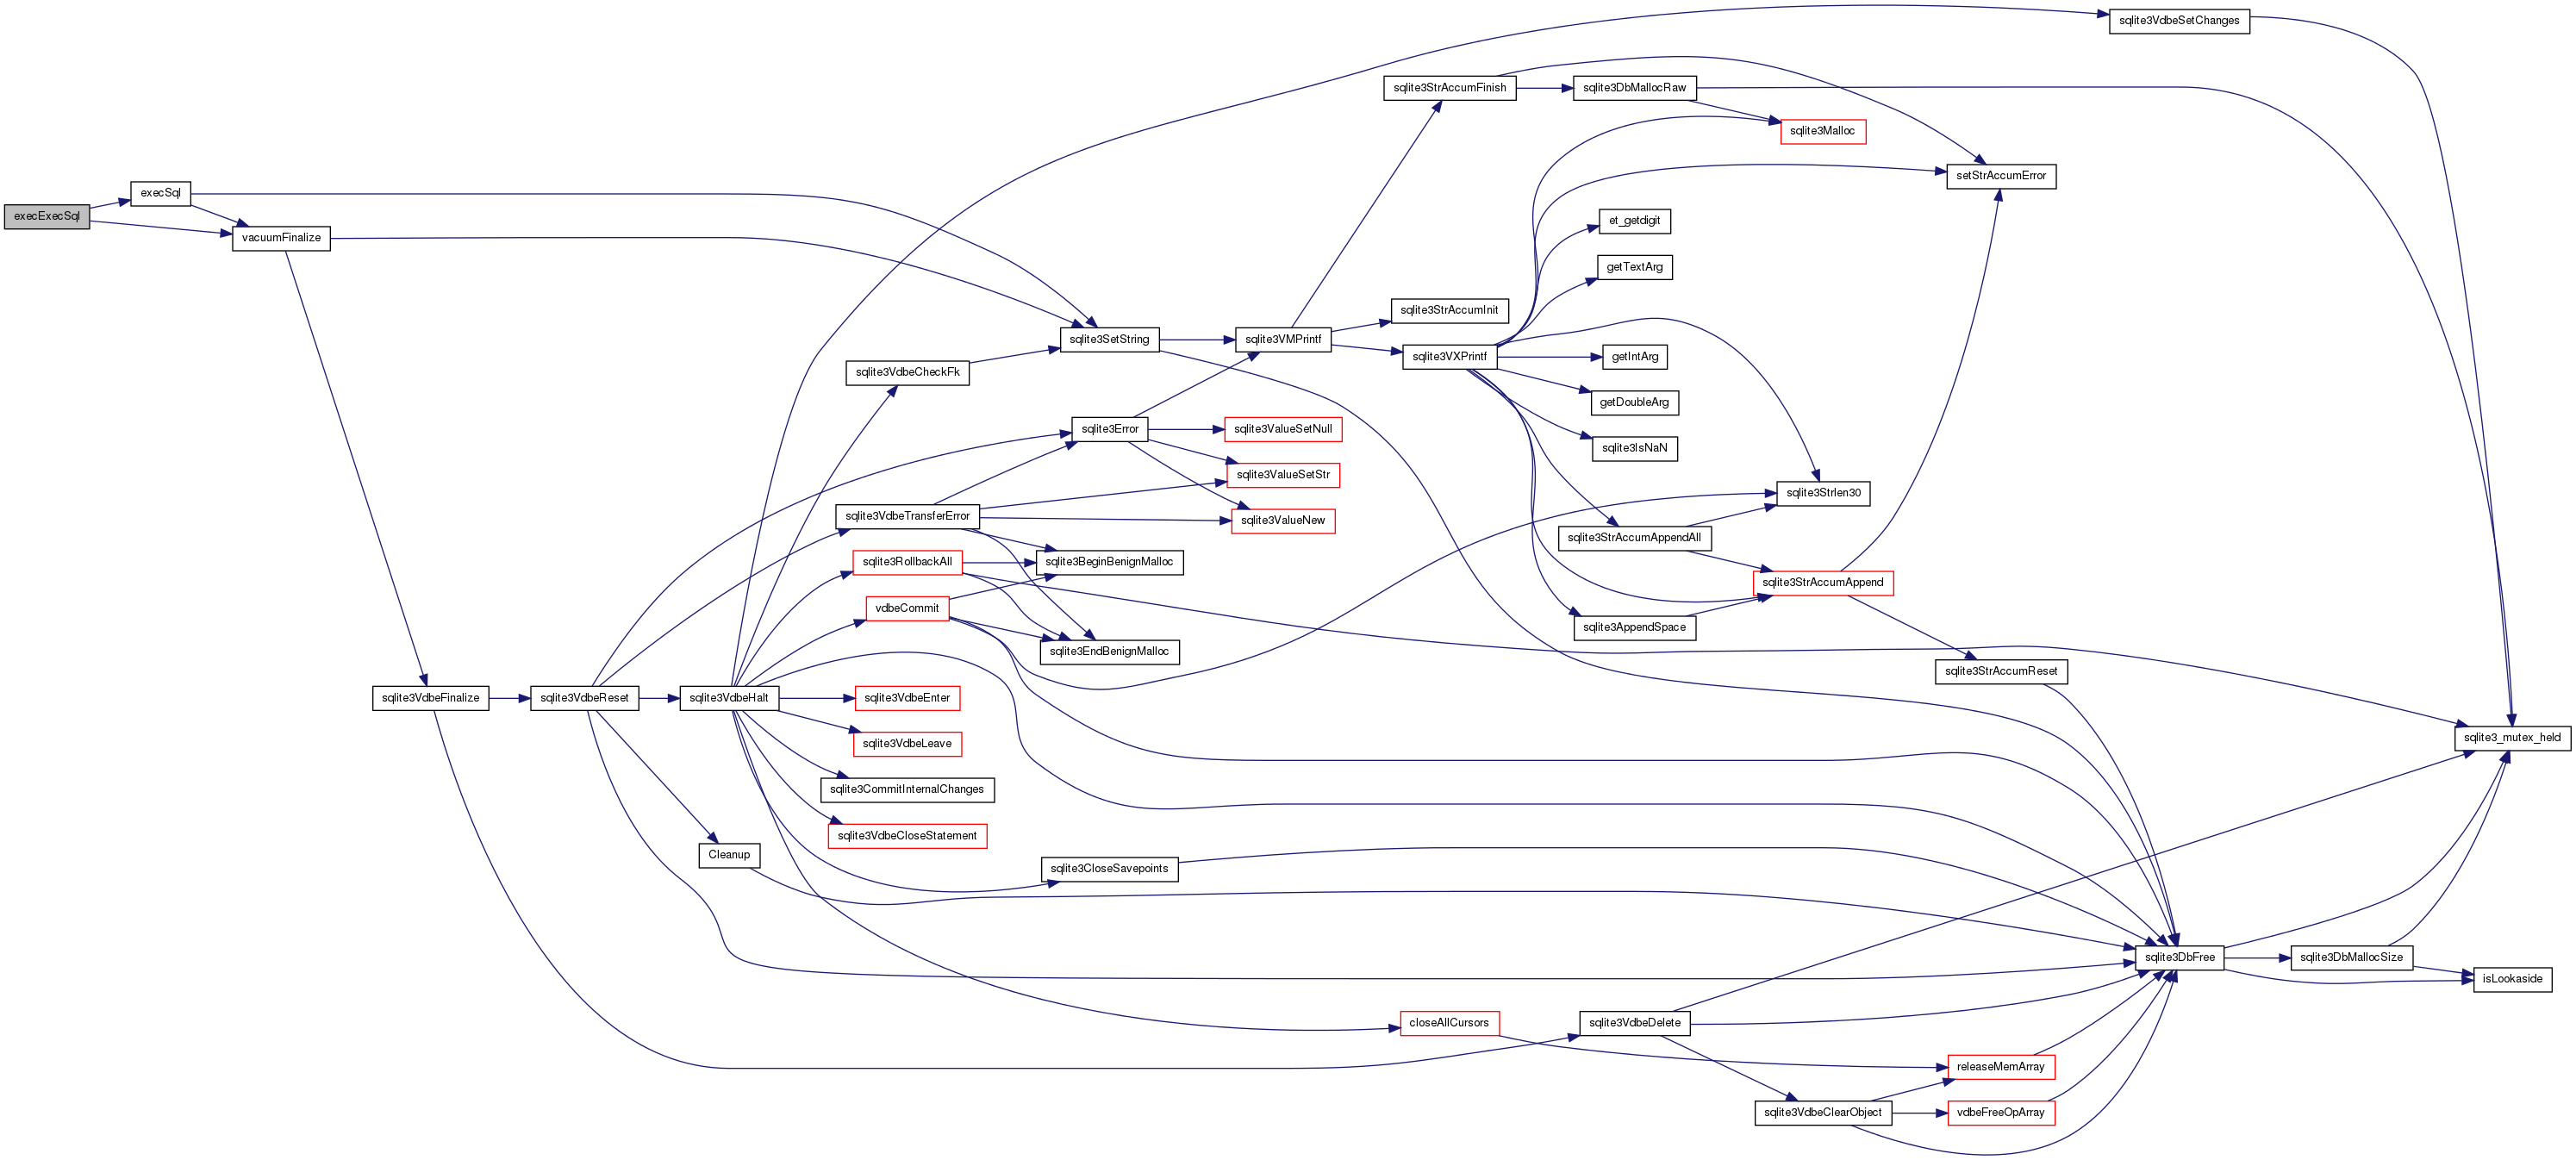 sqlite3VdbeSetChanges
sqlite3StrAccumFinish
sqlite3DbMallocRaw
sqlite3Malloc
setStrAccumError
execSql
execExecSql
vacuumFinalize
et_getdigit
getTextArg
sqlite3StrAccumInit
sqlite3SetString
sqlite3VMPrintf
sqlite3VXPrintf
getIntArg
sqlite3VdbeCheckFk
getDoubleArg
sqlite3Error
sqlite3ValueSetNull
sqlite3IsNaN
sqlite3ValueSetStr
sqlite3Strlen30
sqlite3VdbeTransferError
sqlite3ValueNew
sqlite3StrAccumAppendAll
sqlite3RollbackAll
sqlite3BeginBenignMalloc
sqlite3StrAccumAppend
vdbeCommit
sqlite3AppendSpace
sqlite3EndBenignMalloc
sqlite3StrAccumReset
sqlite3VdbeFinalize
sqlite3VdbeReset
sqlite3VdbeHalt
sqlite3VdbeEnter
sqlite3VdbeLeave
sqlite3_mutex_held
sqlite3CommitInternalChanges
sqlite3VdbeCloseStatement
Cleanup
sqlite3CloseSavepoints
sqlite3DbFree
sqlite3DbMallocSize
isLookaside
closeAllCursors
sqlite3VdbeDelete
releaseMemArray
sqlite3VdbeClearObject
vdbeFreeOpArray